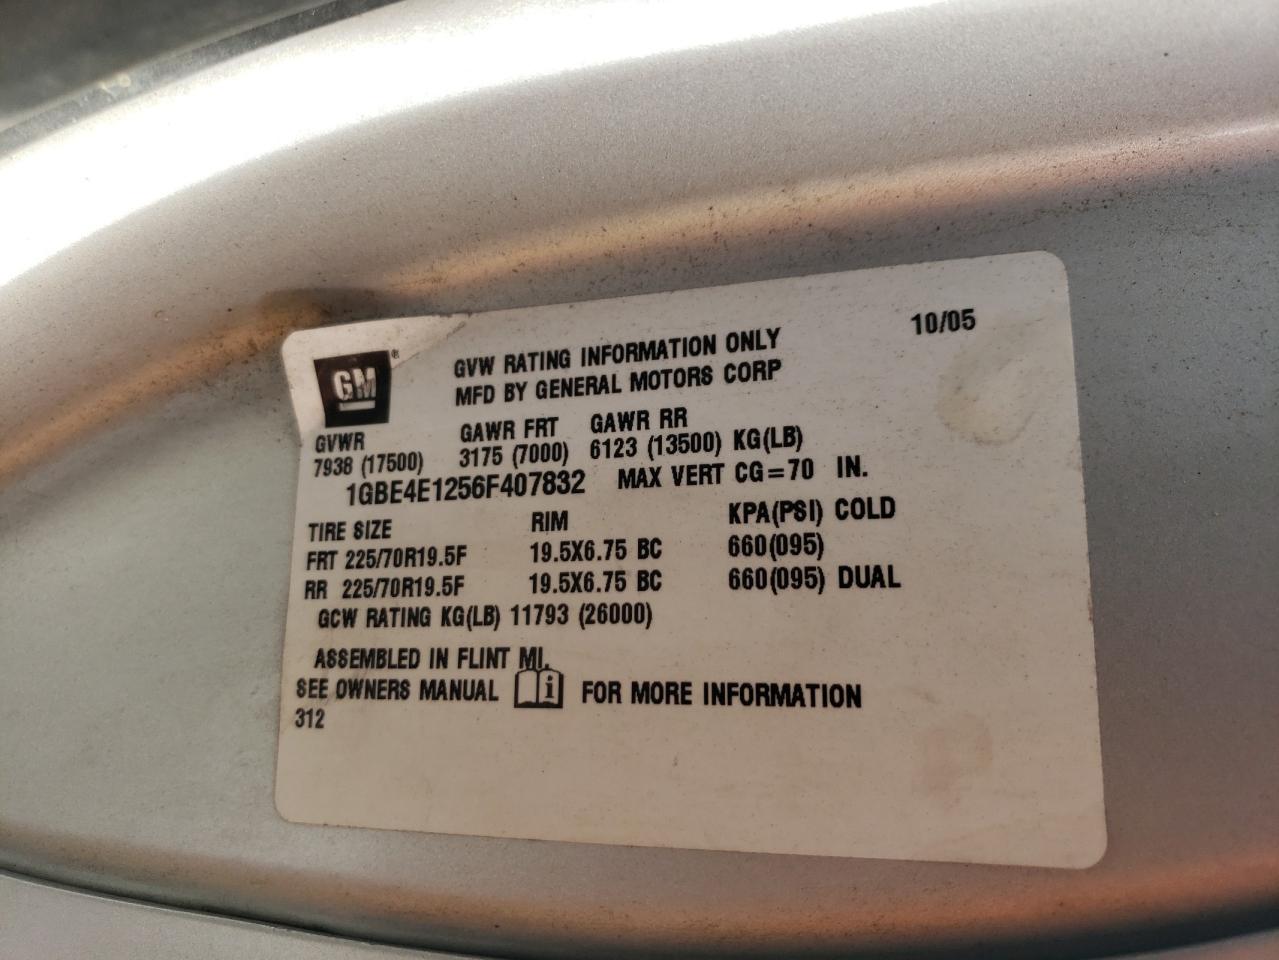 10/05
GM®
GVW RATING INFORMATION ONLY
MFD BY GENERAL MOTORS CORP
GVWR GAWR FRT GAWR RR
7938 (17500) 3175 (7000) 6123 (13500) KG(LB)
1GBE4E1256F407832 MAX VERT CG=70 IN.
TIRE SIZE RIM KPA(PSI) COLD
FRT 225/70R19.5F 19.5X6.75 BC 660(095)
RR 225/70R19.5F 19.5X6.75 BC 660(095) DUAL
GCW RATING KG(LB) 11793 (26000)
ASSEMBLED IN FLINT MI.
SEE OWNERS MANUAL i FOR MORE INFORMATION
312